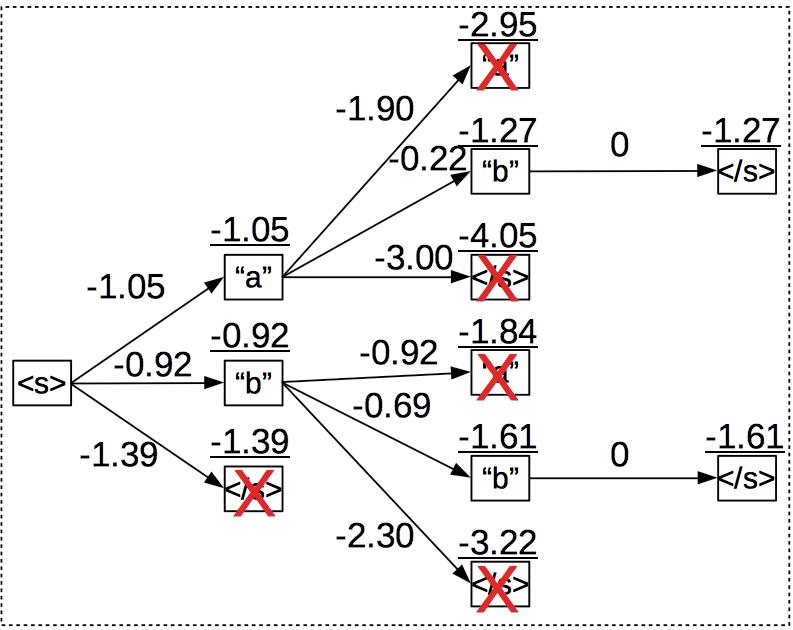 -2.95
“a”
-1.90
-1.27
-0.22
“b”
0
-1.27
</s>
-1.05
“a”
-3.00
-4.05
</s>
-1.05
<s>
-0.92
-0.92
“b”
-0.92
-1.84
“a”
-0.69
-1.61
“b”
0
-1.61
</s>
-1.39
-1.39
</s>
-2.30
-3.22
</s>